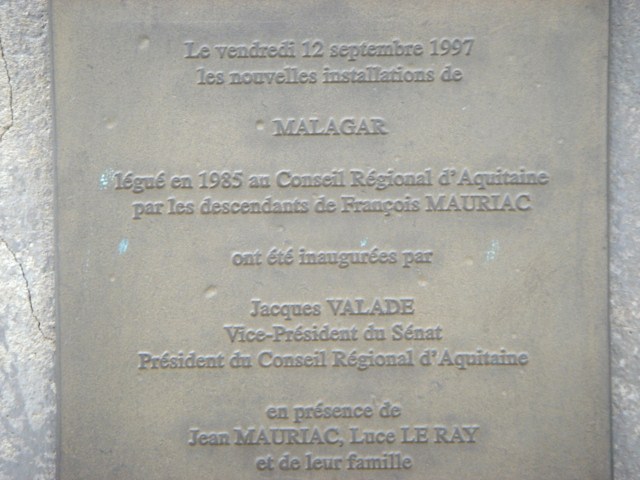 Le vendredi 12 septembre 1997
les nouvelles installations de
MALAGAR
légué en 1985 au Conseil Régional d'Aquitaine
par les descendants de François MAURIAC
ont été inaugurées par
Jacques VALADE
Vice-Président du Sénat
Président du Conseil Régional d'Aquitaine
en présence de
Jean MAURIAC, Luce LE RAY
et de leur famille